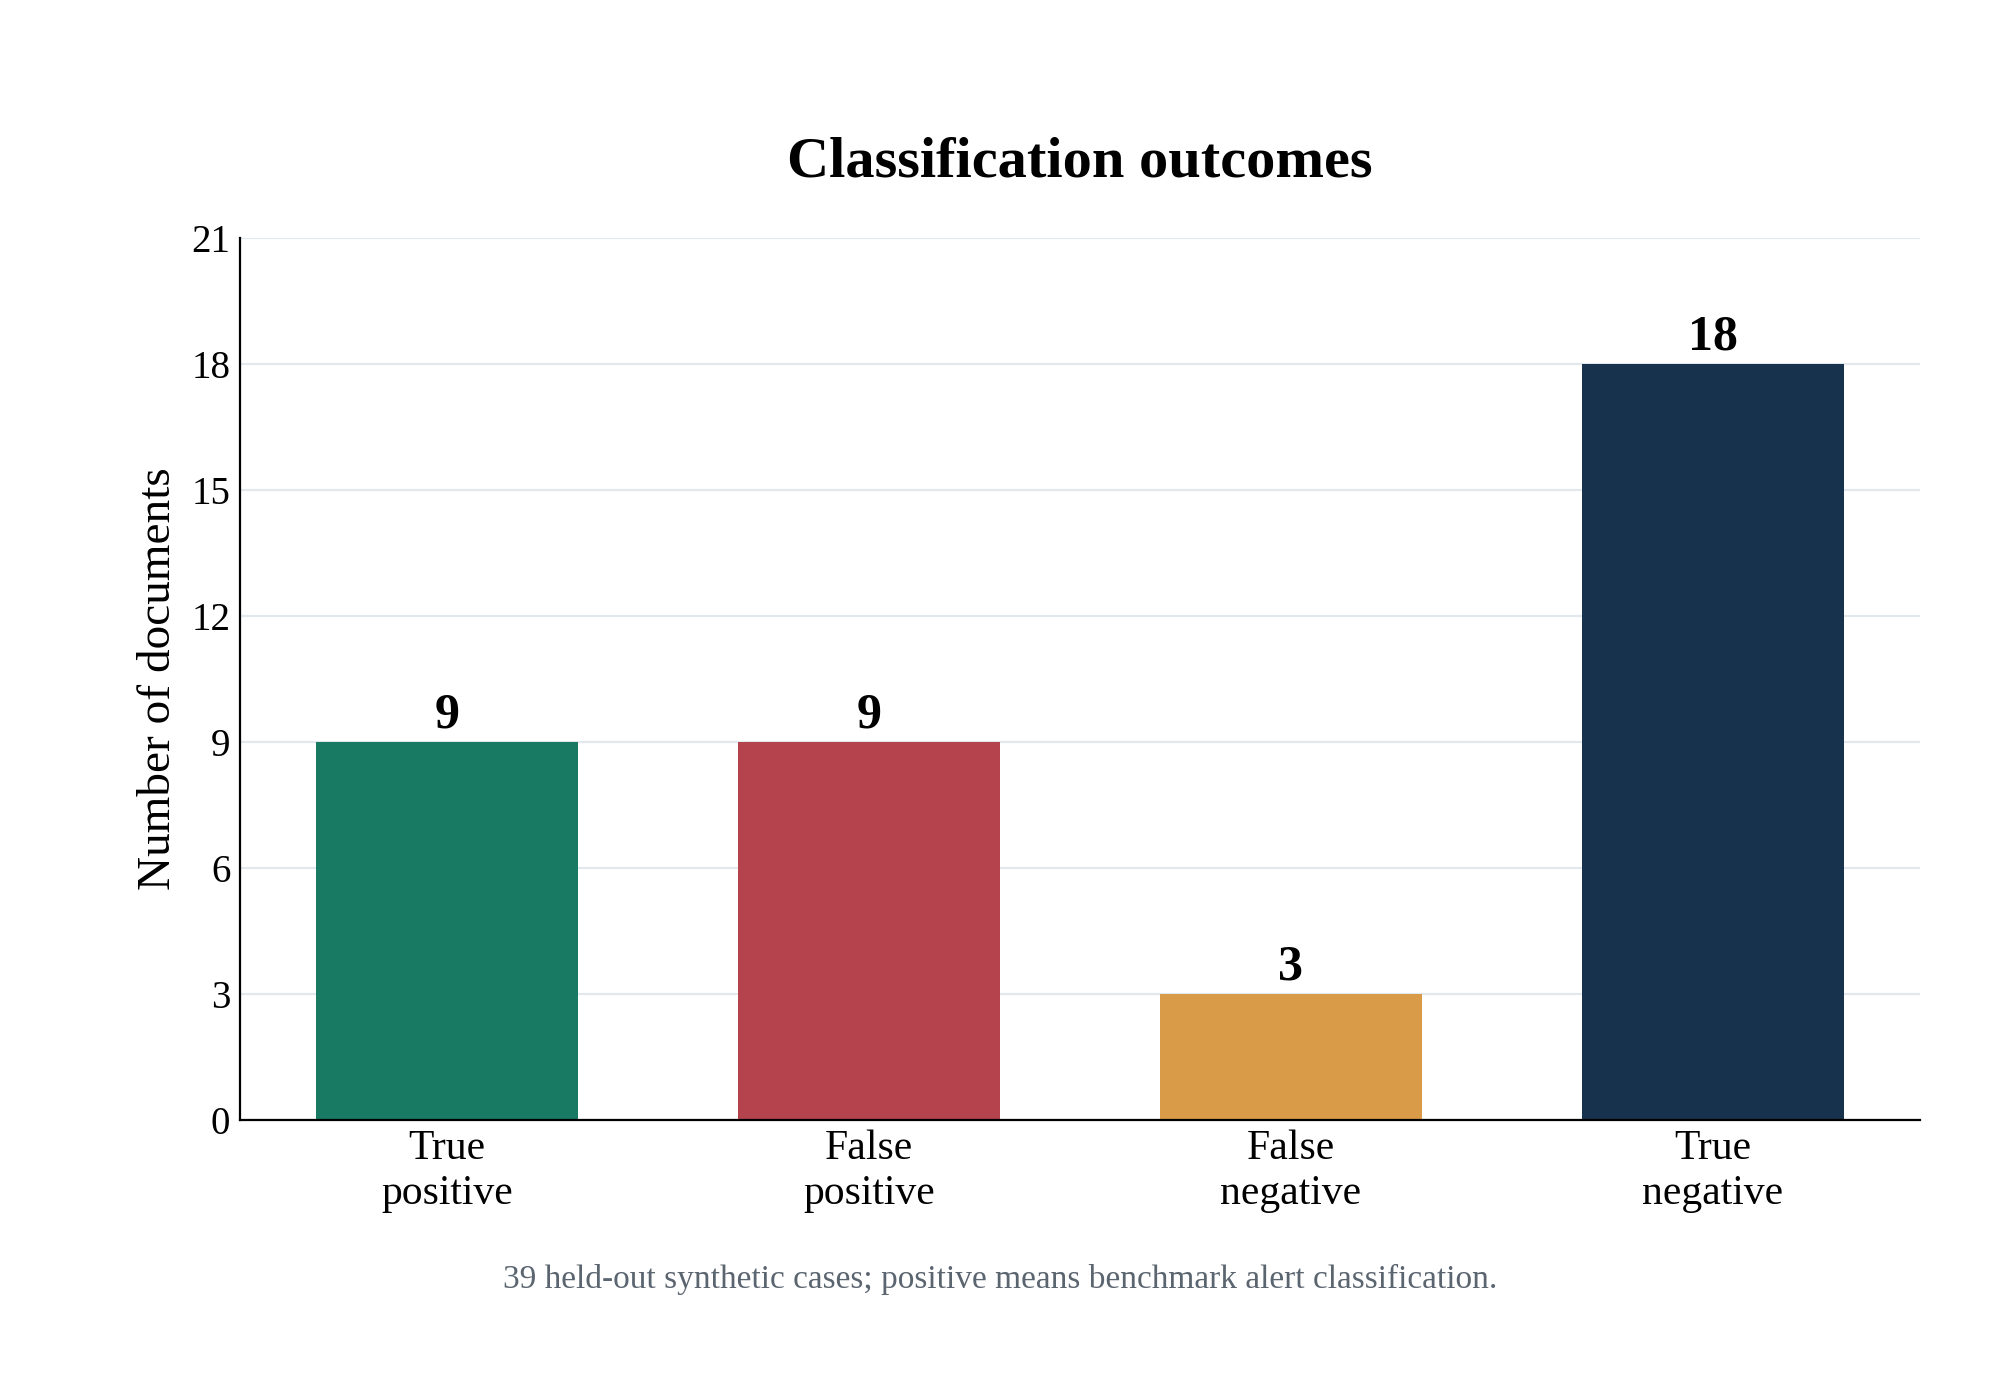 Classification outcomes
Number of documents
21
18
15
12
9
6
3
0
9
9
3
18
True
positive
False
positive
False
negative
True
negative
39 held-out synthetic cases; positive means benchmark alert classification.